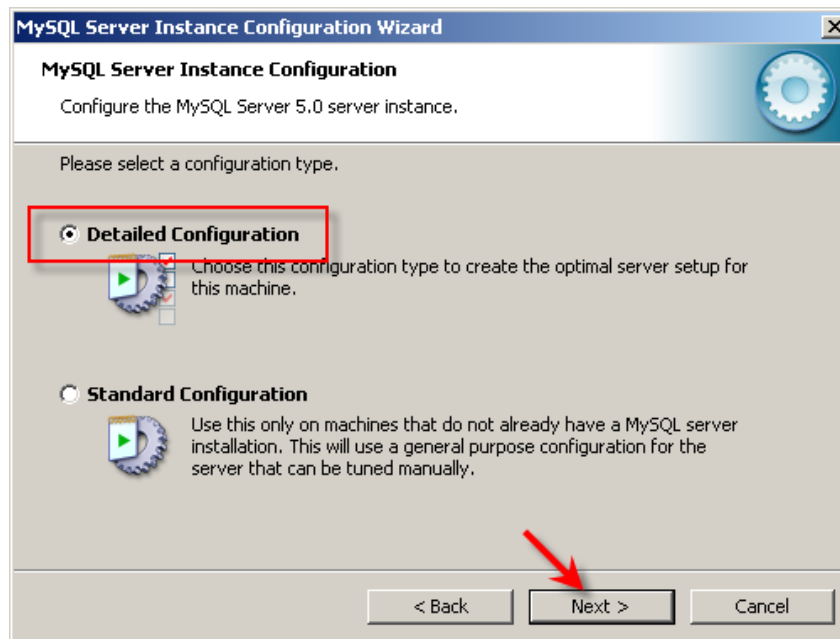 MySQL Server Instance Configuration Wizard
MySQL Server Instance Configuration
Configure the MySQL Server 5.0 server instance.
Please select a configuration type.
Detailed Configuration
Choose this configuration type to create the optimal server setup for
this machine.
Standard Configuration
Use this only on machines that do not already have a MySQL server
installation. This will use a general purpose configuration for the
server that can be tuned manually.
< Back
Next >
Cancel